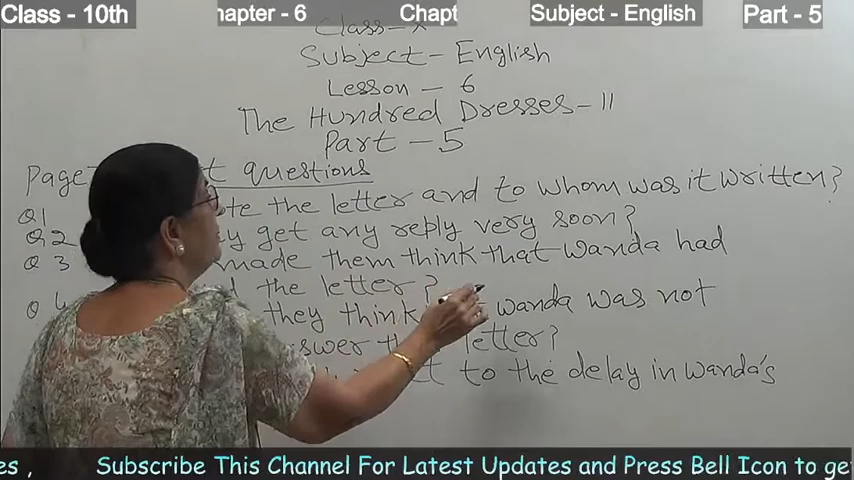 Class - 10th hapter - 6 Chapt Subject - English Part - 5
Class - X
Subject - English
Lesson - 6
The Hundred Dresses - II
Part - 5
Page t questions
Q1 te the letter and to whom was it written?
Q2 y get any reply very soon?
Q 3 made them think that wanda had
d the letter?
Q 4 they think wanda was not
swer the letter?
t to the delay in wanda's
es , Subscribe This Channel For Latest Updates and Press Bell Icon to ge